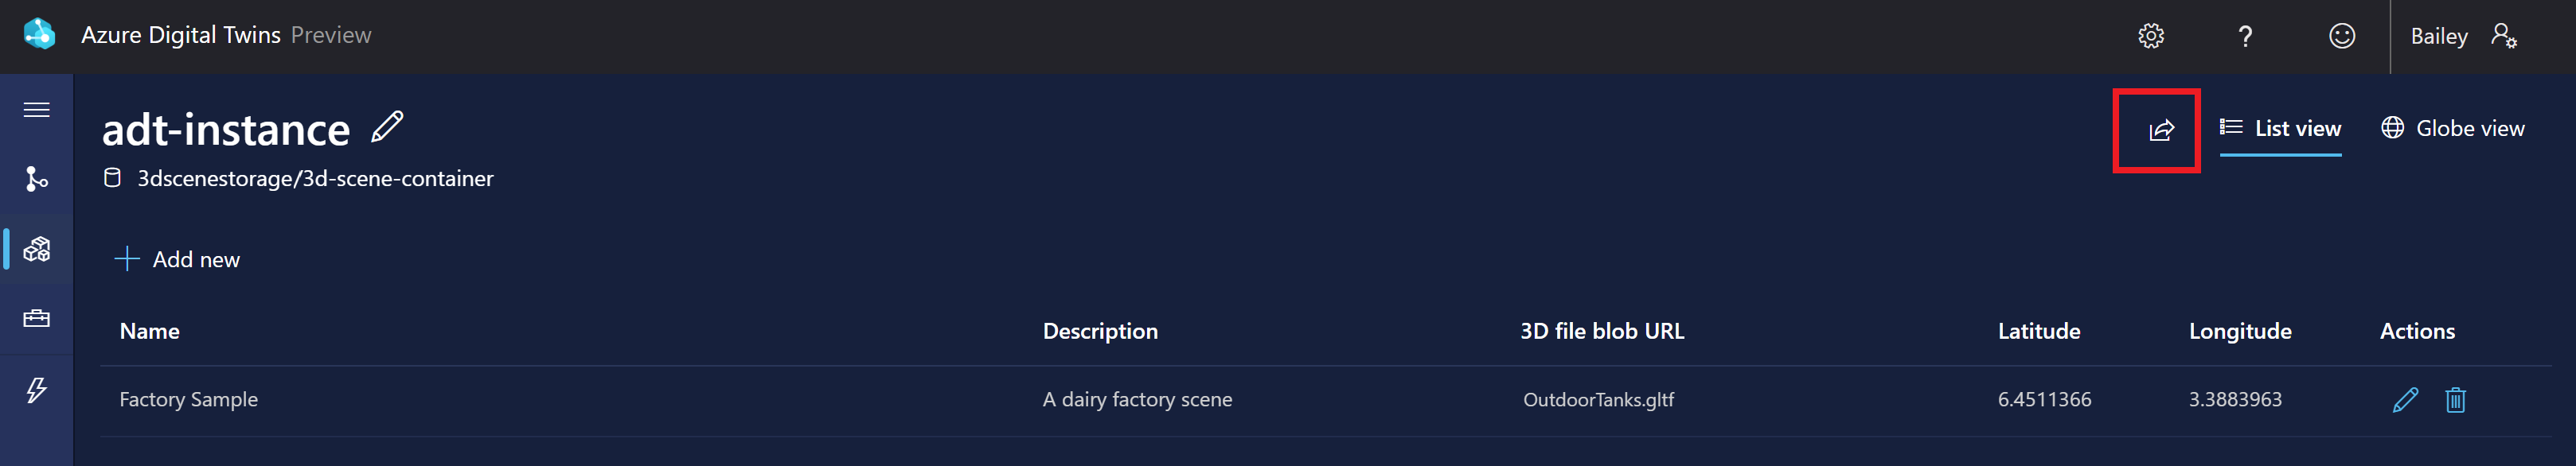 Azure Digital Twins Preview
? Bailey
adt-instance
List view Globe view
3dscenestorage/3d-scene-container
Add new
Name Description 3D file blob URL Latitude Longitude Actions
Factory Sample A dairy factory scene OutdoorTanks.gltf 6.4511366 3.3883963